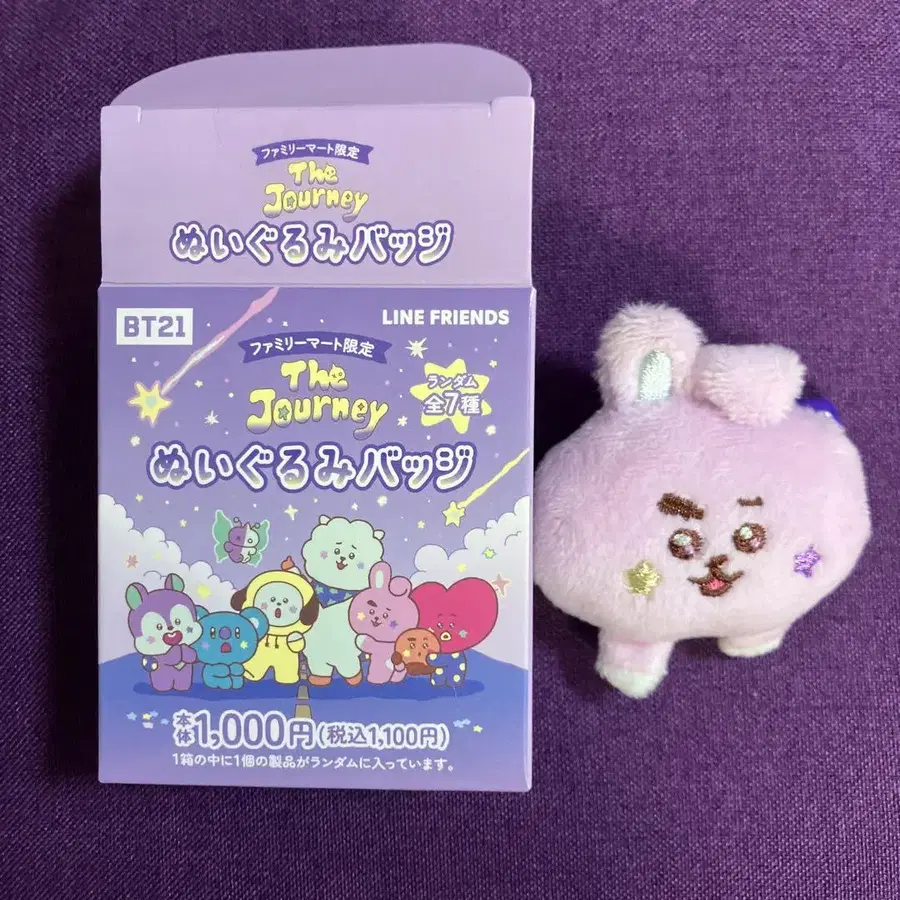 ファミリーマート限定
The
Journey
ぬいぐるみバッジ
BT21
LINE FRIENDS
ファミリーマート限定
The
Journey
ランダム
全7種
ぬいぐるみバッジ
本体1,000円(税込1,100円)
1箱の中に1個の製品がランダムに入っています。